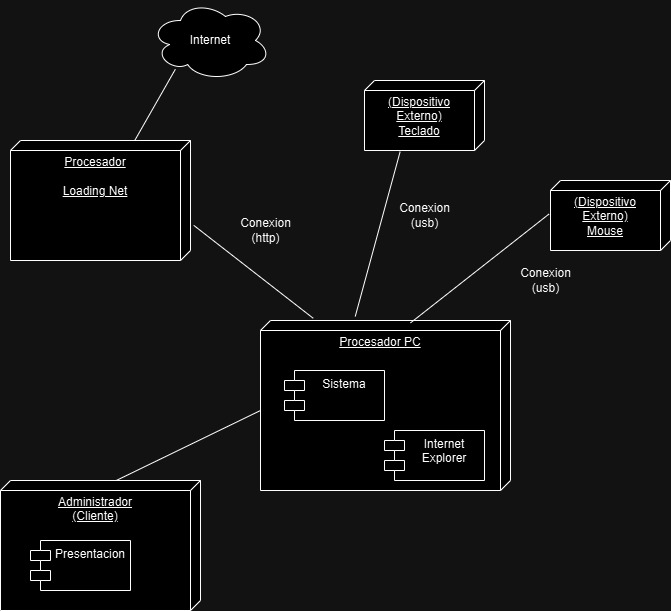 Internet
(Dispositivo
Externo)
Teclado
Procesador
Loading Net
(Dispositivo
Externo)
Mouse
Conexion
(http)
Conexion
(usb)
Conexion
(usb)
Procesador PC
Sistema
Internet
Explorer
Administrador
(Cliente)
Presentacion